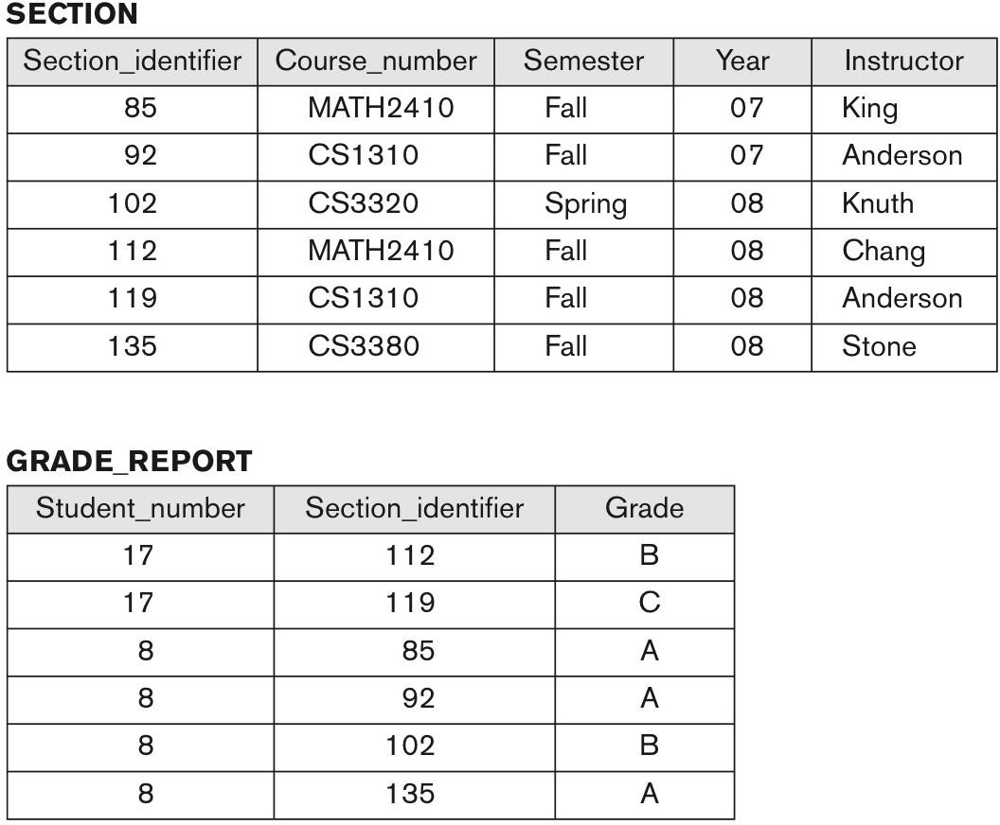 SECTION
Section_identifier Course_number Semester Year Instructor
85 MATH2410 Fall 07 King
92 CS1310 Fall 07 Anderson
102 CS3320 Spring 08 Knuth
112 MATH2410 Fall 08 Chang
119 CS1310 Fall 08 Anderson
135 CS3380 Fall 08 Stone
GRADE_REPORT
Student_number Section_identifier Grade
17 112 B
17 119 C
8 85 A
8 92 A
8 102 B
8 135 A